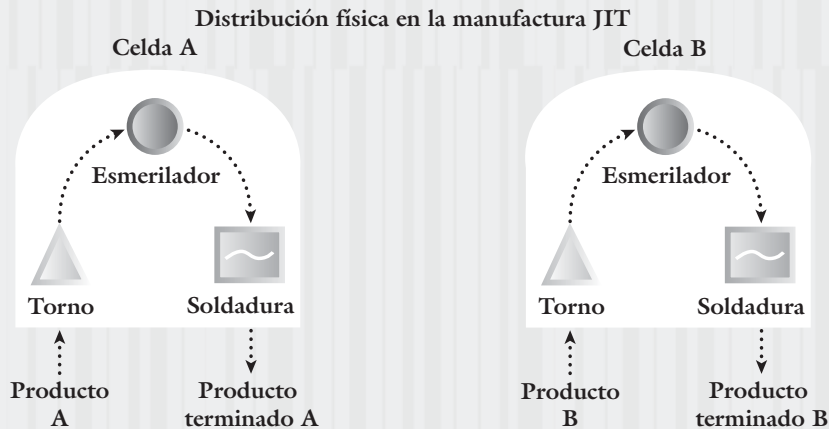 Distribución física en la manufactura JIT
Celda A
Esmerilador
Torno
Soldadura
Producto
A
Producto
terminado A
Celda B
Esmerilador
Torno
Soldadura
Producto
B
Producto
terminado B